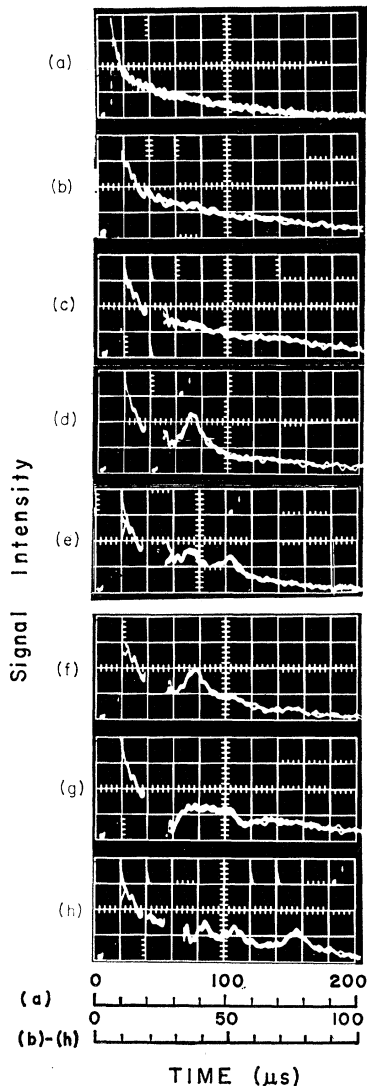 (a)
(b)
(c)
(d)
(e)
(f)
(g)
(h)
Signal Intensity
0 100 200
(a)
0 50 100
(b)-(h)
TIME (μs)